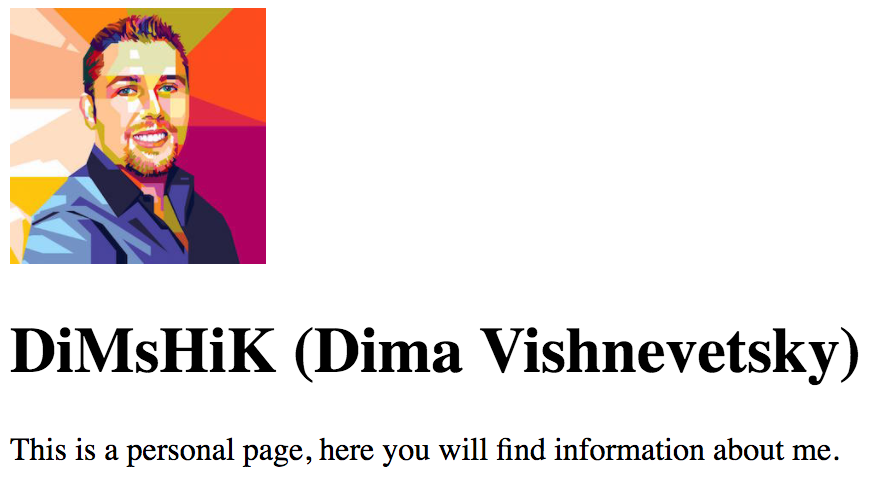 DiMsHiK (Dima Vishnevetsky)
This is a personal page, here you will find information about me.